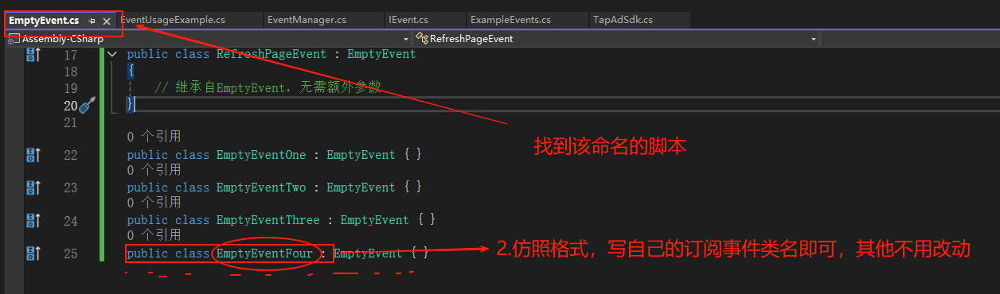 EmptyEvent.cs
EventUsageExample.cs
EventManager.cs
IEvent.cs
ExampleEvents.cs
TapAdSdk.cs
Assembly-CSharp
RefreshPageEvent
17 public class RefreshPageEvent : EmptyEvent
18 {
19 // 继承自EmptyEvent，无需额外参数
20 }
21
0 个引用
找到该命名的脚本
22 public class EmptyEventOne : EmptyEvent { }
0 个引用
23 public class EmptyEventTwo : EmptyEvent { }
0 个引用
24 public class EmptyEventThree : EmptyEvent { }
0 个引用
25 public class EmptyEventFour : EmptyEvent { }
2.仿照格式，写自己的订阅事件类名即可，其他不用改动